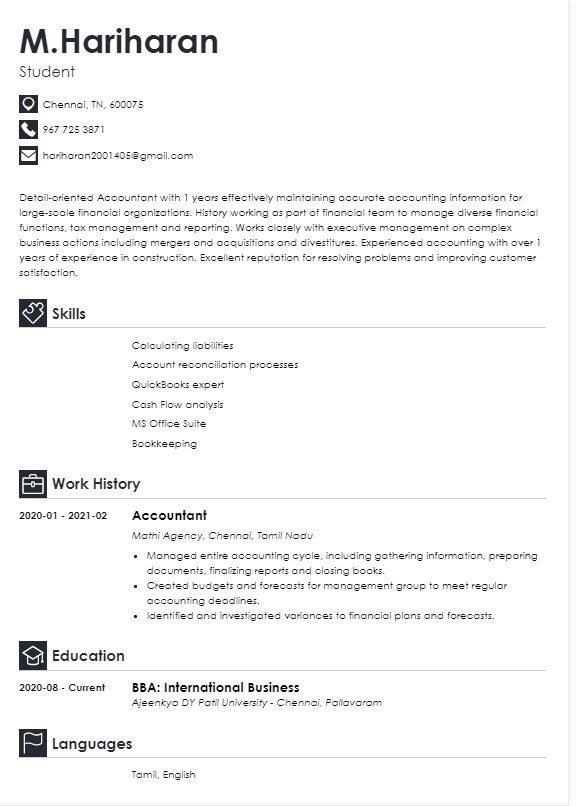 M.Hariharan
Student
Chennai, TN, 600075
967 725 3871
hariharan2001405@gmail.com
Detail-oriented Accountant with 1 years effectively maintaining accurate accounting information for
large-scale financial organizations. History working as part of financial team to manage diverse financial
functions, tax management and reporting. Works closely with executive management on complex
business actions including mergers and acquisitions and divestitures. Experienced accounting with over 1
years of experience in construction. Excellent reputation for resolving problems and improving customer
satisfaction.
Skills
Calculating liabilities
Account reconciliation processes
QuickBooks expert
Cash Flow analysis
MS Office Suite
Bookkeeping
Work History
2020-01 - 2021-02 Accountant
Mathi Agency, Chennai, Tamil Nadu
• Managed entire accounting cycle, including gathering information, preparing
documents, finalizing reports and closing books.
• Created budgets and forecasts for management group to meet regular
accounting deadlines.
• Identified and investigated variances to financial plans and forecasts.
Education
2020-08 - Current BBA: International Business
Ajeenkya DY Patil University - Chennai, Pallavaram
Languages
Tamil, English